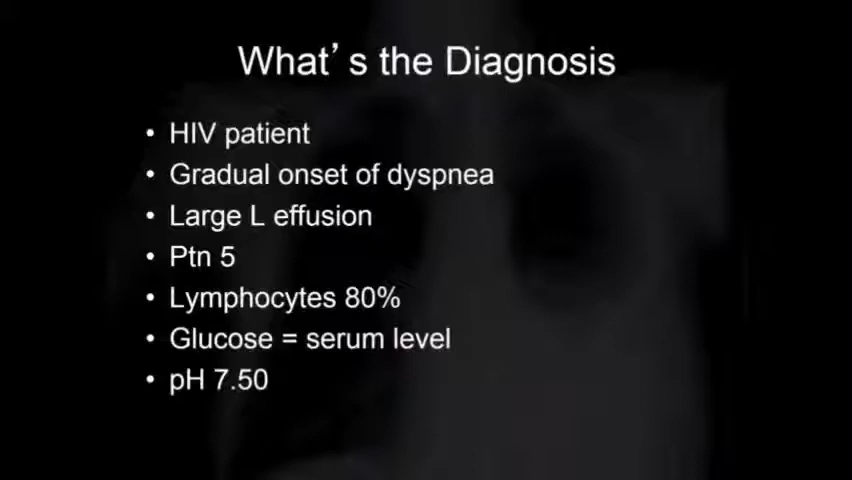 What's the Diagnosis
• HIV patient
• Gradual onset of dyspnea
• Large L effusion
• Ptn 5
• Lymphocytes 80%
• Glucose = serum level
• pH 7.50